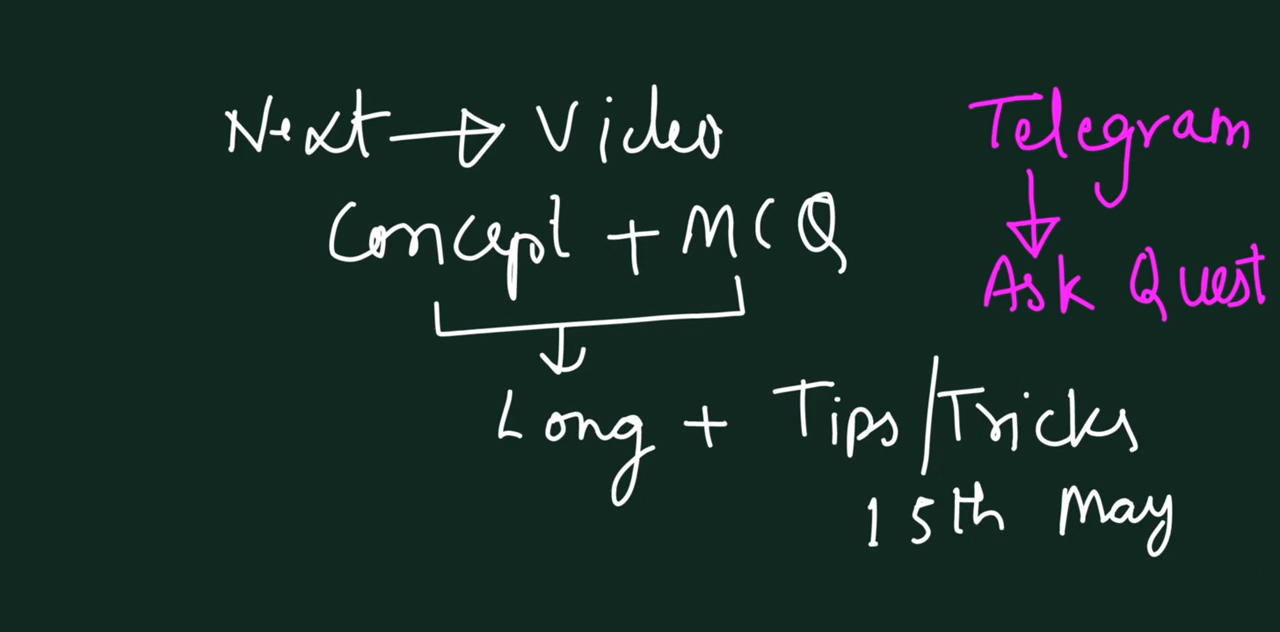 Next → Video
Concept + MCQ
Long + Tips/Tricks
15th May
Telegram
↓
Ask Quest